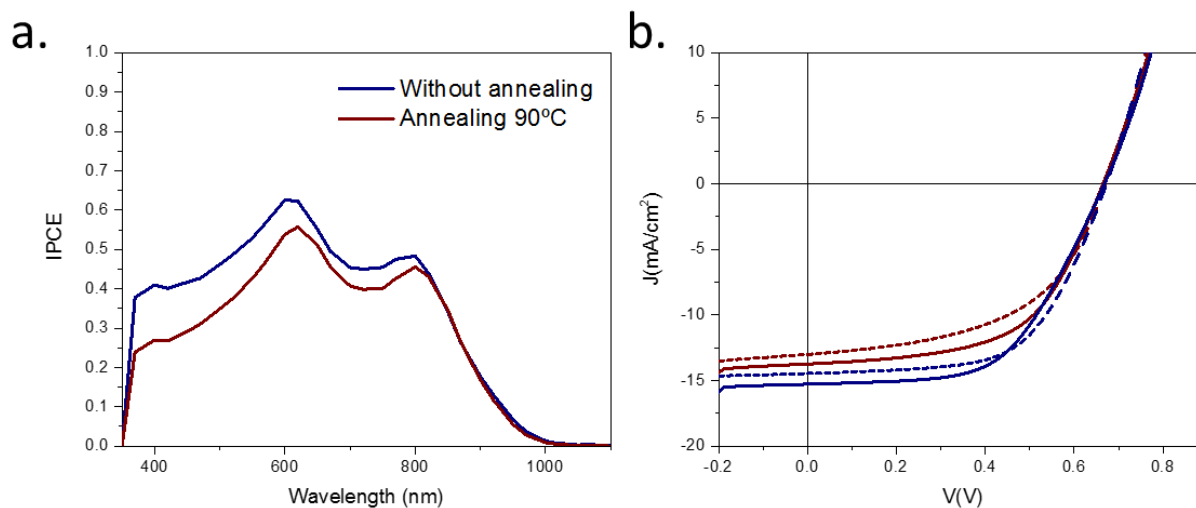 a.
1.0
0.9
0.8
0.7
0.6
0.5
0.4
0.3
0.2
0.1
0.0
IPCE
Without annealing
Annealing 90ºC
400 600 800 1000
Wavelength (nm)
b.
10
5
0
-5
-10
-15
-20
J(mA/cm²)
-0.2 0.0 0.2 0.4 0.6 0.8
V(V)